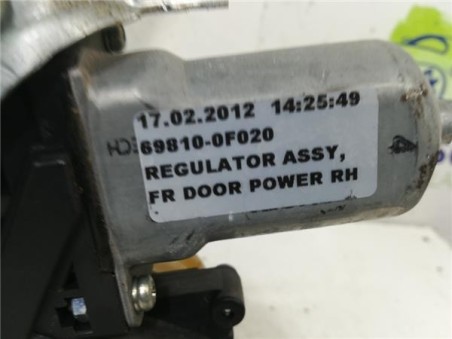 17.02.2012 14:25:49
69810-0F020
REGULATOR ASSY,
FR DOOR POWER RH